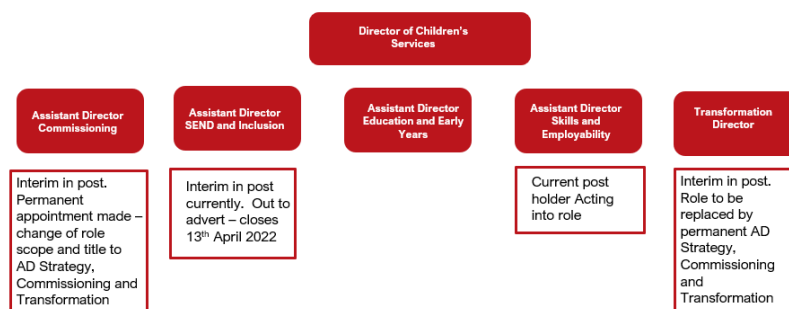 Director of Children's
Services
Assistant Director
Commissioning
Assistant Director
SEND and Inclusion
Assistant Director
Education and Early
Years
Assistant Director
Skills and
Employability
Transformation
Director
Interim in post.
Permanent
appointment made –
change of role
scope and title to
AD Strategy,
Commissioning and
Transformation
Interim in post
currently. Out to
advert – closes
13th April 2022
Current post
holder Acting
into role
Interim in post.
Role to be
replaced by
permanent AD
Strategy,
Commissioning
and
Transformation